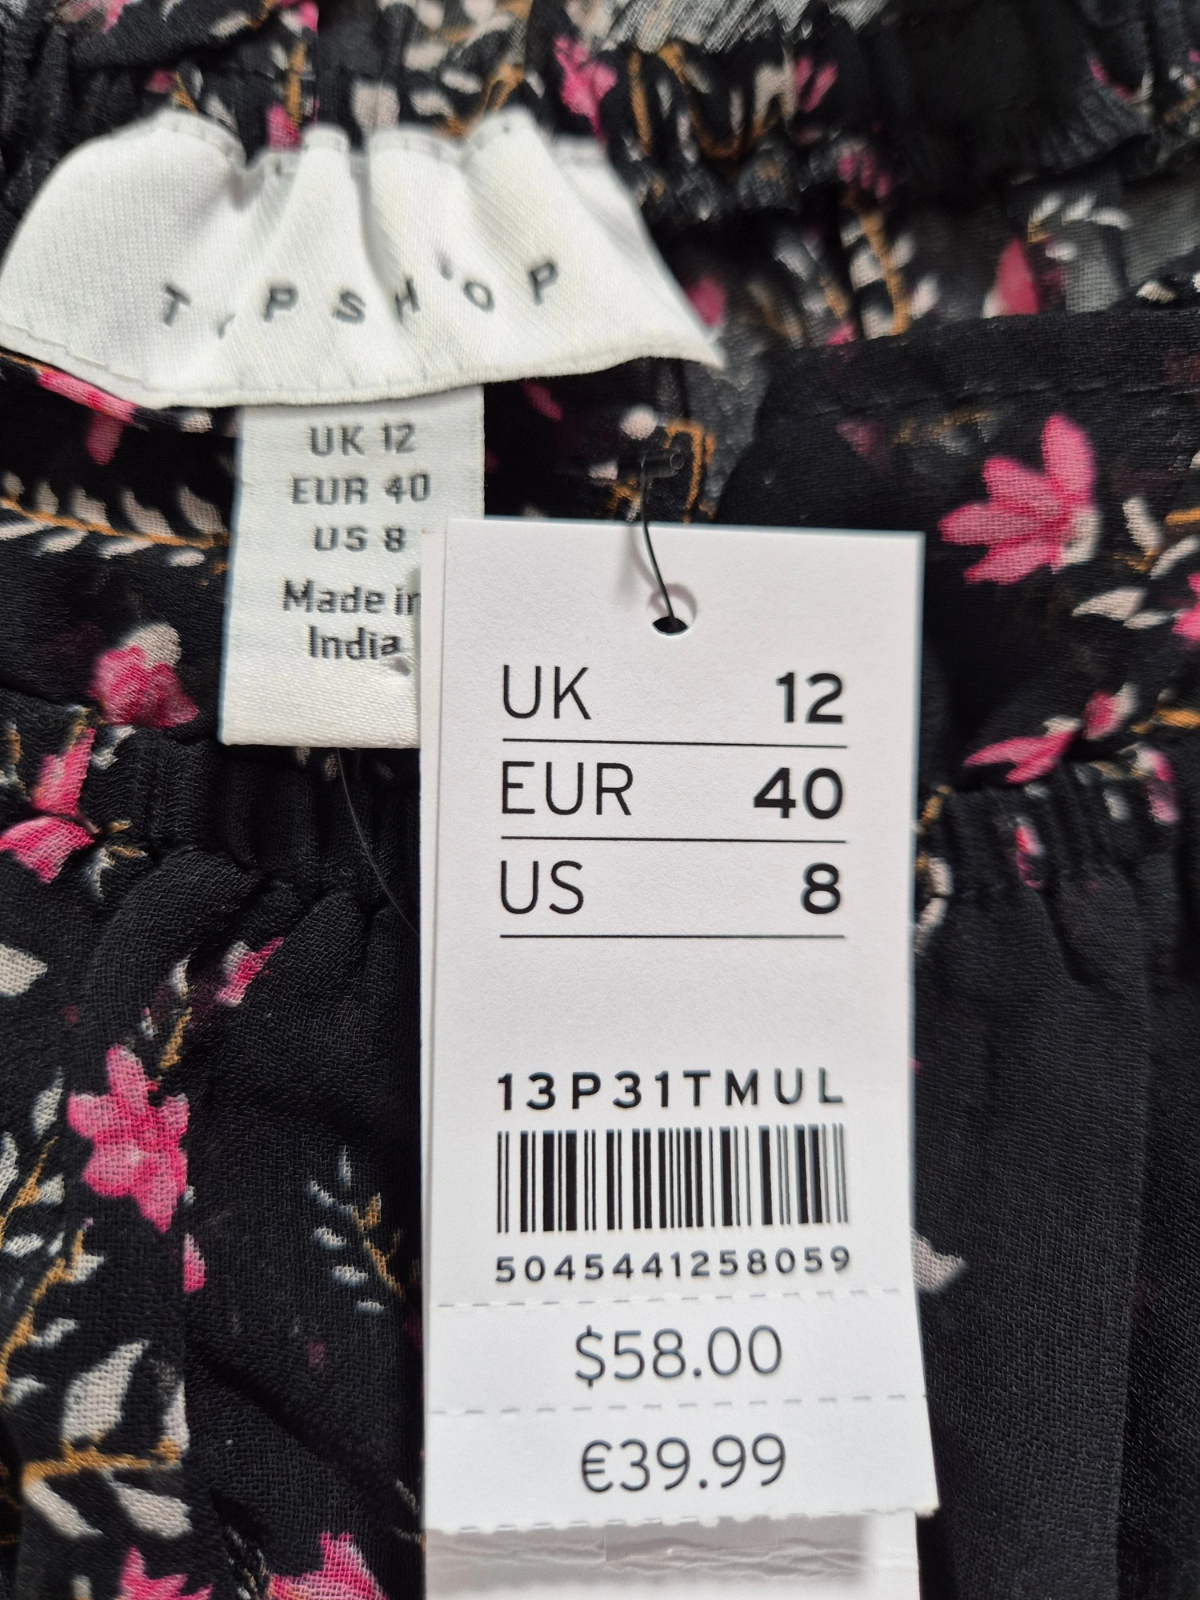 TOPSHOP
UK 12
EUR 40
US 8
Made in
India
UK 12
EUR 40
US 8
13P31TMUL
5045441258059
$58.00
€39.99